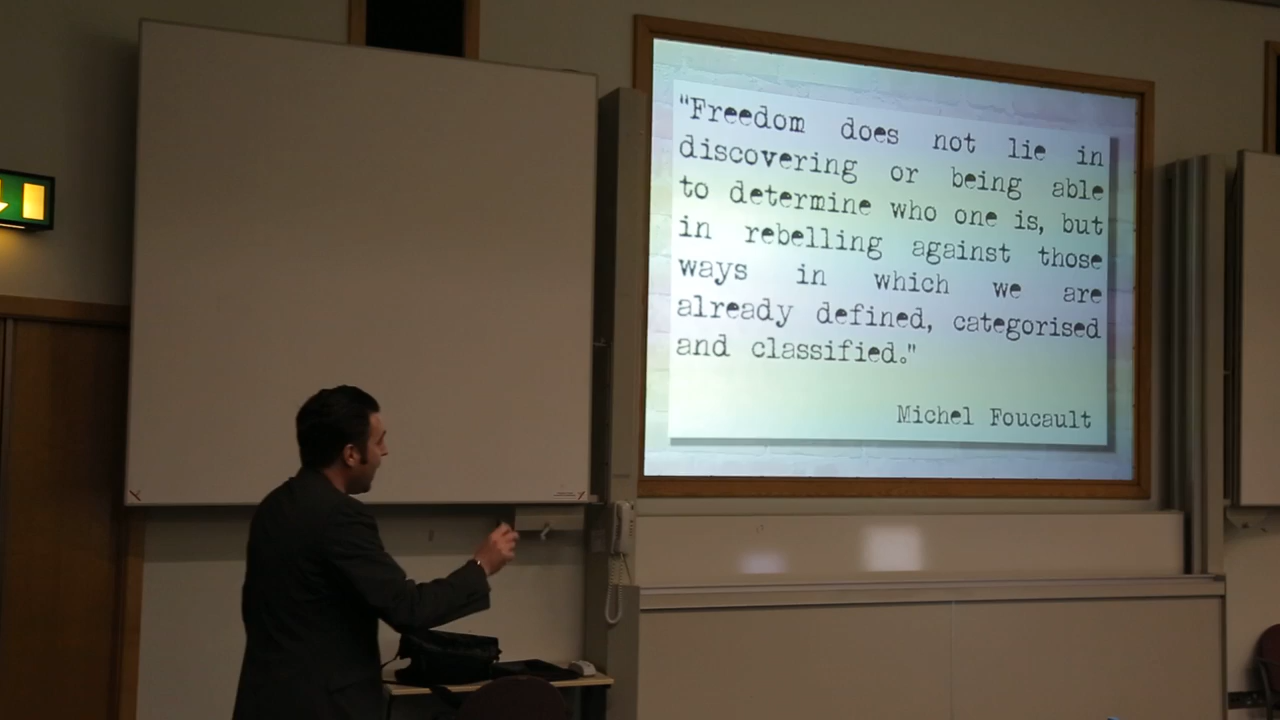 "Freedom does not lie in
discovering or being able
to determine who one is, but
in rebelling against those
ways in which we are
already defined, categorised
and classified."
Michel Foucault